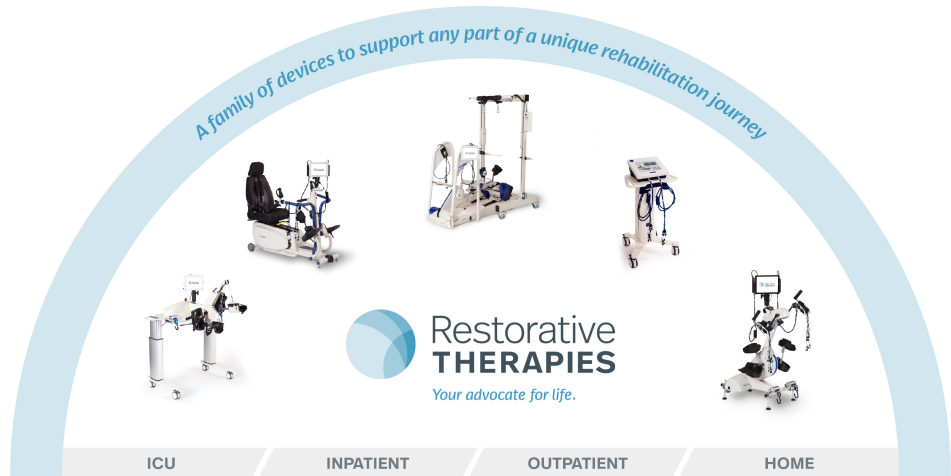 A family of devices to support any part of a unique rehabilitation journey
Restorative
THERAPIES
Your advocate for life.
ICU
INPATIENT
OUTPATIENT
HOME